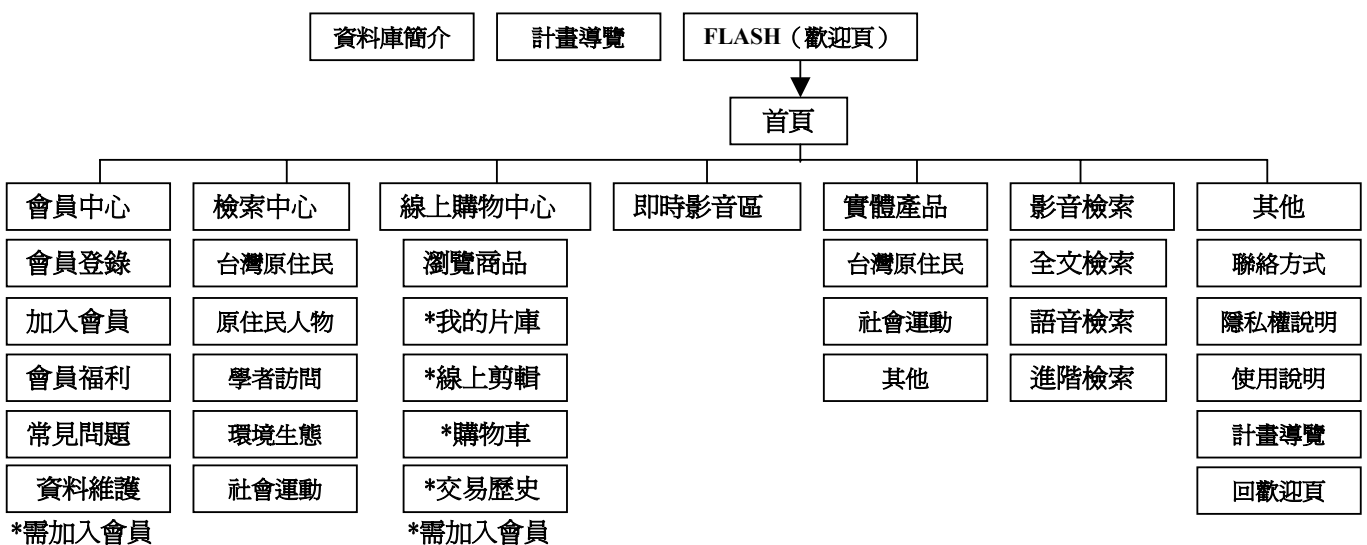 資料庫簡介 計畫導覽 FLASH（歡迎頁）
首頁
會員中心 檢索中心 線上購物中心 即時影音區 實體產品 影音檢索 其他
會員登錄 台灣原住民 瀏覽商品 台灣原住民 全文檢索 聯絡方式
加入會員 原住民人物 *我的片庫 社會運動 語音檢索 隱私權說明
會員福利 學者訪問 *線上剪輯 其他 進階檢索 使用說明
常見問題 環境生態 *購物車 計畫導覽
資料維護 社會運動 *交易歷史 回歡迎頁
*需加入會員 *需加入會員